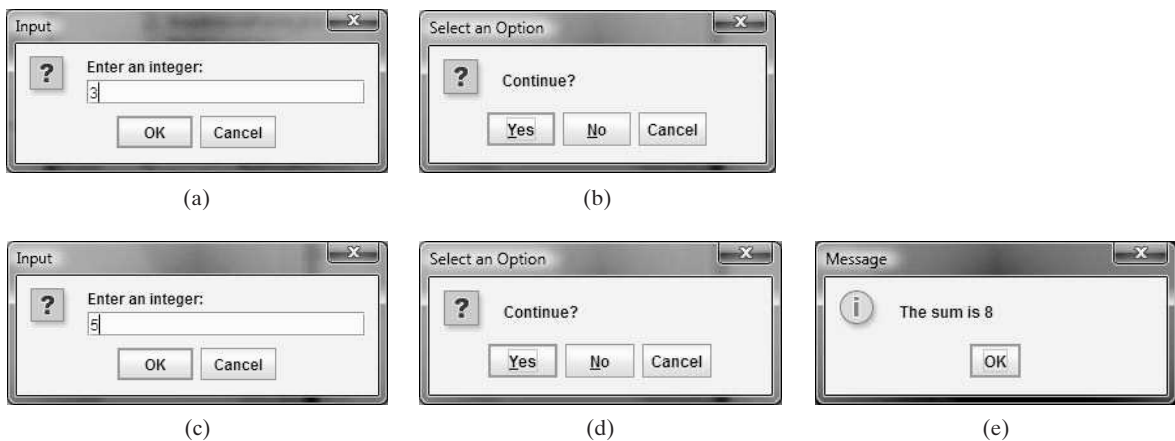 Input
X
?
Enter an integer:
3
OK Cancel
(a)
Select an Option
X
?
Continue?
Yes No Cancel
(b)
Input
X
?
Enter an integer:
5
OK Cancel
(c)
Select an Option
X
?
Continue?
Yes No Cancel
(d)
Message
X
i
The sum is 8
OK
(e)